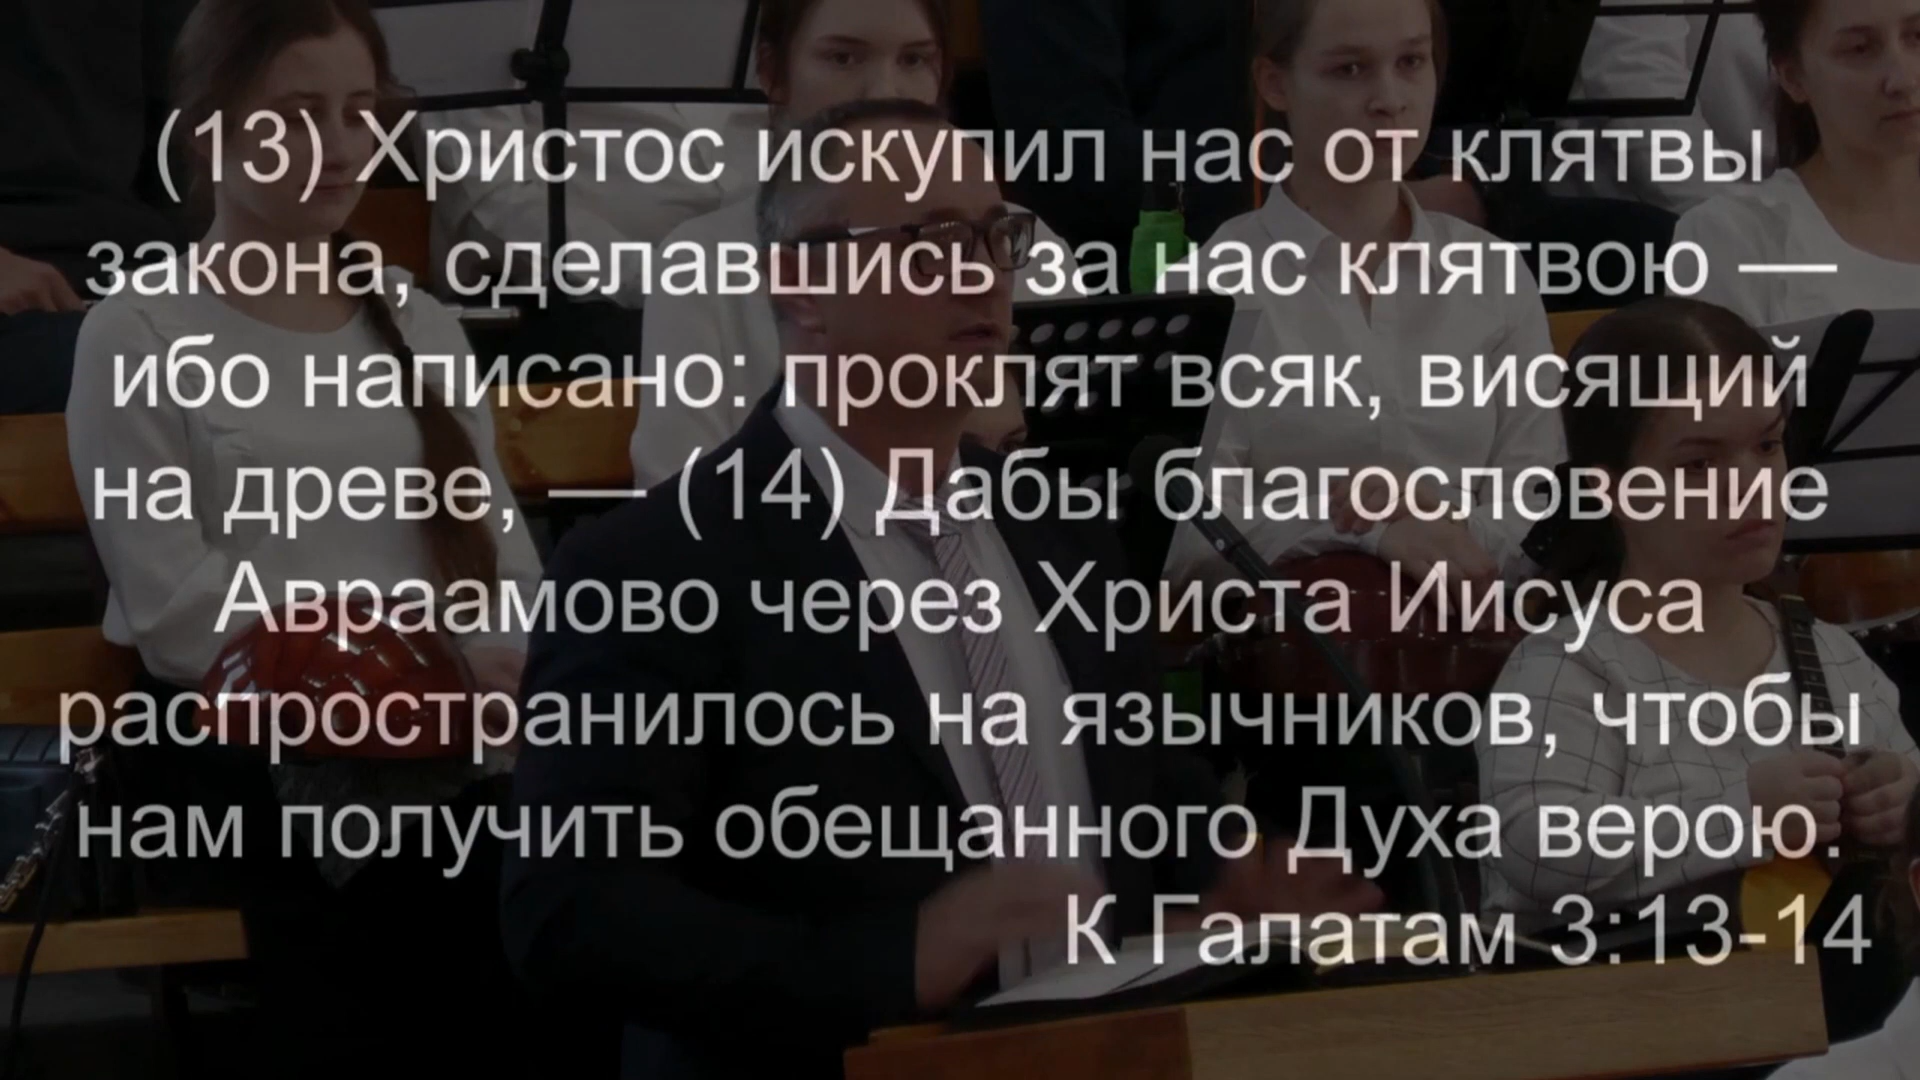 (13) Христос искупил нас от клятвы
закона, сделавшись за нас клятвою —
ибо написано: проклят всяк, висящий
на древе, — (14) Дабы благословение
Авраамово через Христа Иисуса
распространилось на язычников, чтобы
нам получить обещанного Духа верою.
К Галатам 3:13-14